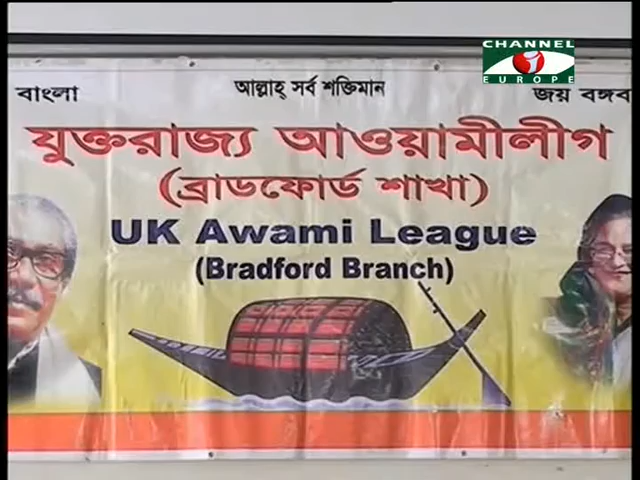 CHANNEL
i
EUROPE
বাংলা
আল্লাহ্ সর্ব শক্তিমান
জয় বঙ্গব
যুক্তরাজ্য আওয়ামীলীগ
(ব্রাডফোর্ড শাখা)
UK Awami League
(Bradford Branch)